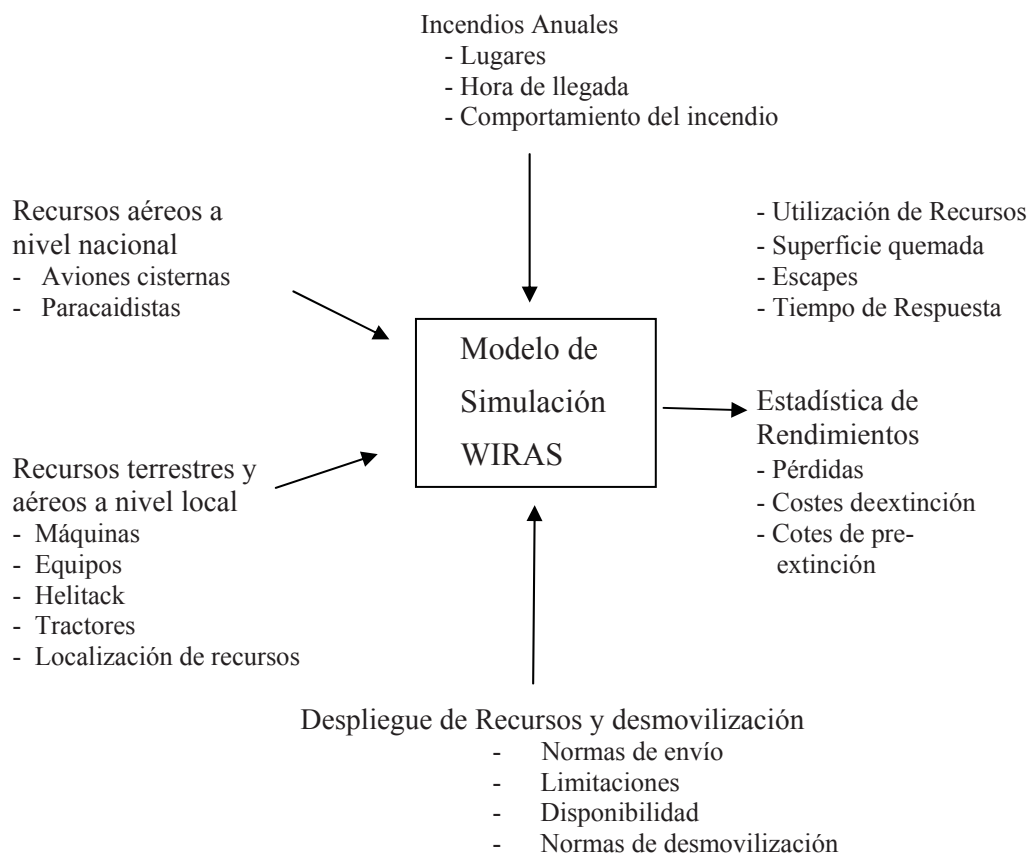 Incendios Anuales
- Lugares
- Hora de llegada
- Comportamiento del incendio
Recursos aéreos a
nivel nacional
- Aviones cisternas
- Paracaidistas
- Utilización de Recursos
- Superficie quemada
- Escapes
- Tiempo de Respuesta
Modelo de
Simulación
WIRAS
Estadística de
Rendimientos
- Pérdidas
- Costes deextinción
- Cotes de pre-
extinción
Recursos terrestres y
aéreos a nivel local
- Máquinas
- Equipos
- Helitack
- Tractores
- Localización de recursos
Despliegue de Recursos y desmovilización
- Normas de envío
- Limitaciones
- Disponibilidad
- Normas de desmovilización